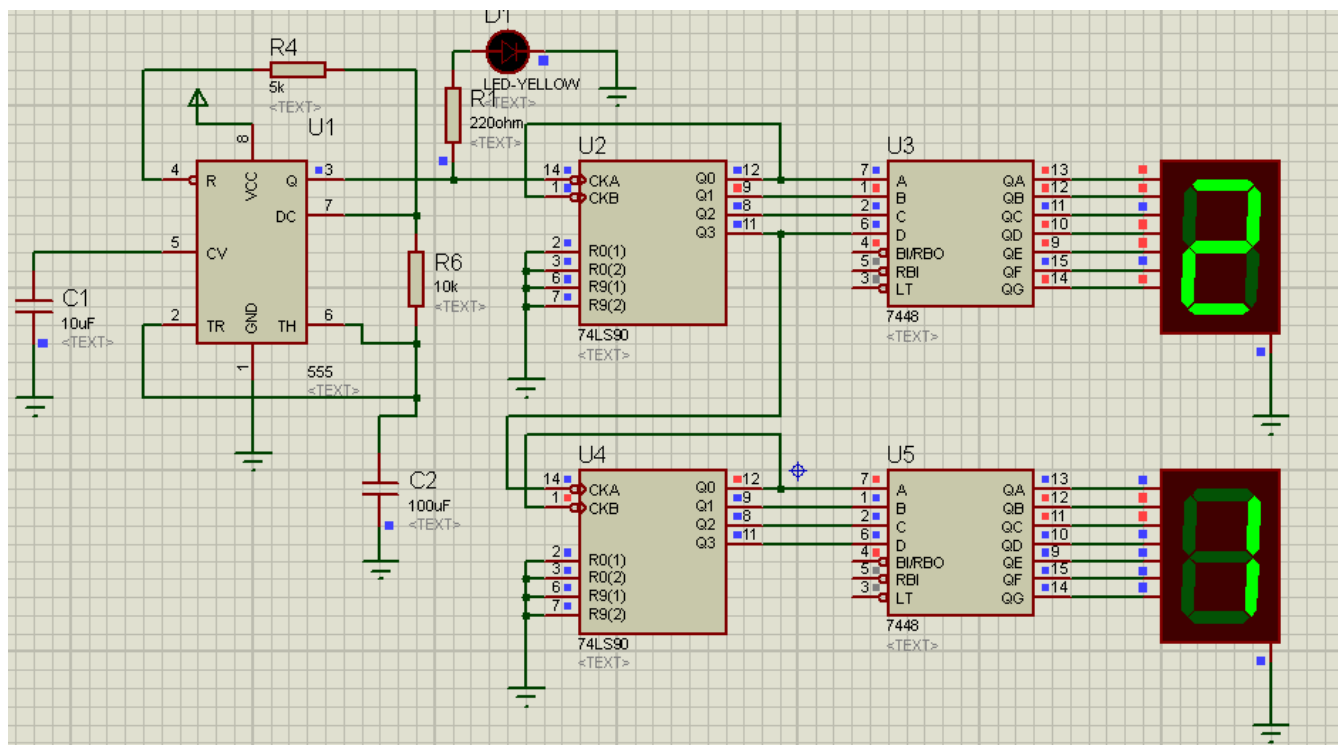 D1
R4
5k
<TEXT>
LED-YELLOW
<TEXT>
R1
220ohm
<TEXT>
U1
8
VCC
4 R Q 3
DC 7
5 CV
2 TR GND TH 6
1
555
<TEXT>
C1
10uF
<TEXT>
R6
10k
<TEXT>
C2
100uF
<TEXT>
U2
14 CKA Q0 12
1 CKB Q1 9
Q2 8
Q3 11
2 R0(1)
3 R0(2)
6 R9(1)
7 R9(2)
74LS90
<TEXT>
U3
7 A QA 13
1 B QB 12
2 C QC 11
6 D QD 10
4 BI/RBO QE 9
5 RBI QF 15
3 LT QG 14
7448
<TEXT>
2
U4
14 CKA Q0 12
1 CKB Q1 9
Q2 8
Q3 11
2 R0(1)
3 R0(2)
6 R9(1)
7 R9(2)
74LS90
<TEXT>
U5
7 A QA 13
1 B QB 12
2 C QC 11
6 D QD 10
4 BI/RBO QE 9
5 RBI QF 15
3 LT QG 14
7448
<TEXT>
1